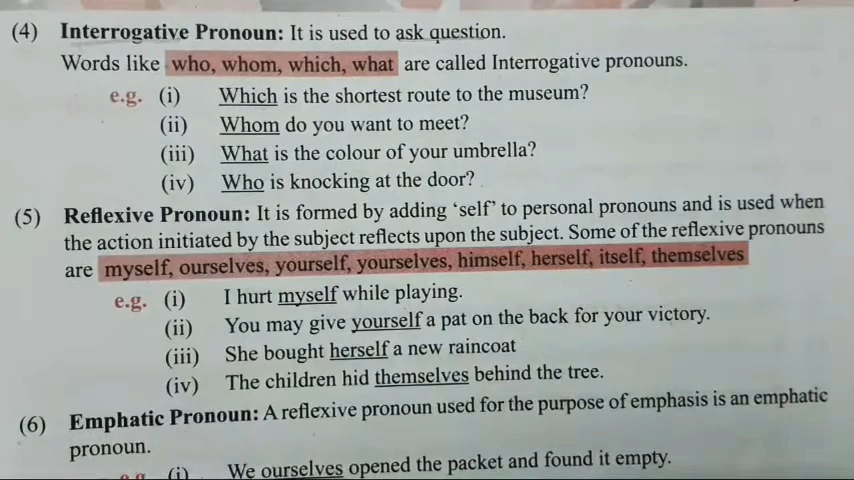 (4) Interrogative Pronoun: It is used to ask question.
Words like who, whom, which, what are called Interrogative pronouns.
e.g. (i) Which is the shortest route to the museum?
(ii) Whom do you want to meet?
(iii) What is the colour of your umbrella?
(iv) Who is knocking at the door?
(5) Reflexive Pronoun: It is formed by adding ‘self’ to personal pronouns and is used when
the action initiated by the subject reflects upon the subject. Some of the reflexive pronouns
are myself, ourselves, yourself, yourselves, himself, herself, itself, themselves
e.g. (i) I hurt myself while playing.
(ii) You may give yourself a pat on the back for your victory.
(iii) She bought herself a new raincoat
(iv) The children hid themselves behind the tree.
(6) Emphatic Pronoun: A reflexive pronoun used for the purpose of emphasis is an emphatic
pronoun.
e.g. (i) We ourselves opened the packet and found it empty.